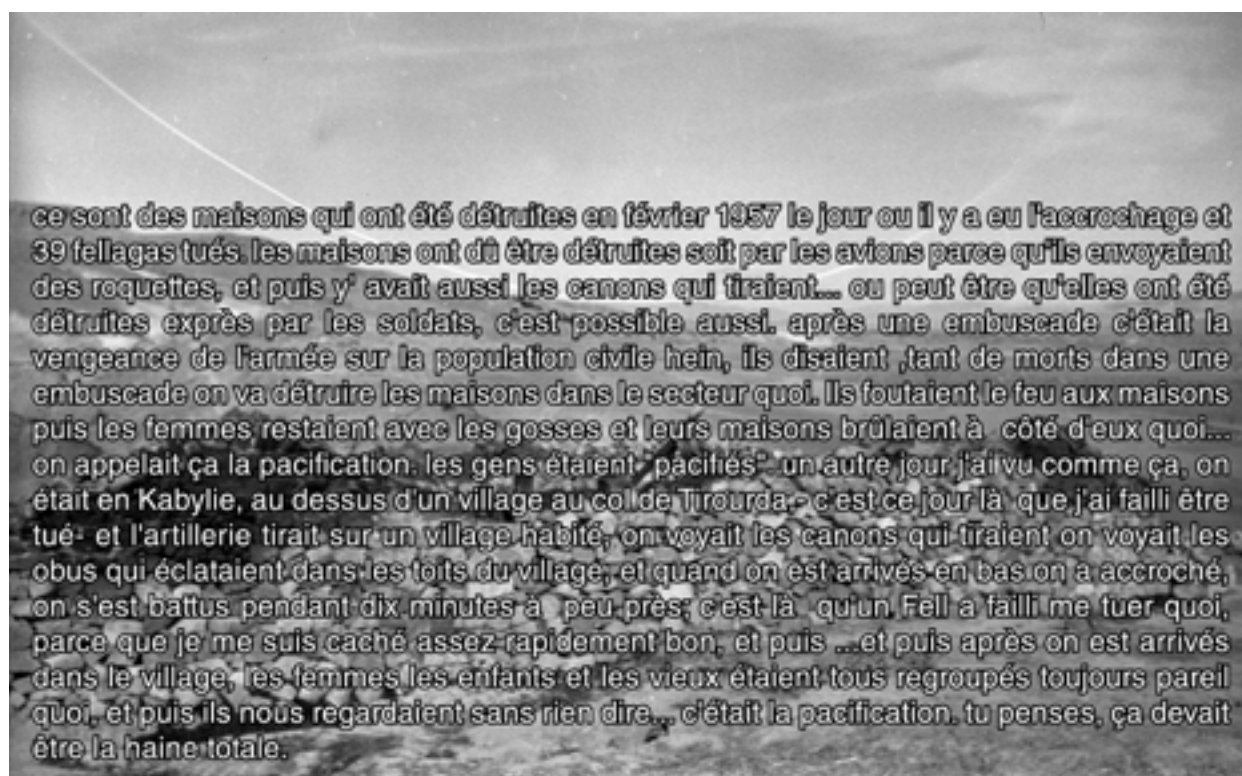 ce sont des maisons qui ont été détruites en février 1957 le jour ou il y a eu l'accrochage et
39 fellagas tués. les maisons ont dû être détruites soit par les avions parce qu'ils envoyaient
des roquettes, et puis y' avait aussi les canons qui tiraient... ou peut être qu'elles ont été
détruites exprès par les soldats, c'est possible aussi. après une embuscade c'était la
vengeance de l'armée sur la population civile hein, ils disaient ,tant de morts dans une
embuscade on va détruire les maisons dans le secteur quoi. Ils foutaient le feu aux maisons
puis les femmes restaient avec les gosses et leurs maisons brûlaient à côté d'eux quoi...
on appelait ça la pacification. les gens étaient "pacifiés". un autre jour j'ai vu comme ça, on
était en Kabylie, au dessus d'un village au col de Tirourda - c'est ce jour là que j'ai failli être
tué- et l'artillerie tirait sur un village habité, on voyait les canons qui tiraient on voyait les
obus qui éclataient dans les toits du village, et quand on est arrivés en bas on a accroché,
on s'est battus pendant dix minutes à peu près; c'est là qu'un Fell a failli me tuer quoi,
parce que je me suis caché assez rapidement bon, et puis ...et puis après on est arrivés
dans le village, les femmes les enfants et les vieux étaient tous regroupés toujours pareil
quoi, et puis ils nous regardaient sans rien dire... c'était la pacification. tu penses, ça devait
être la haine totale.